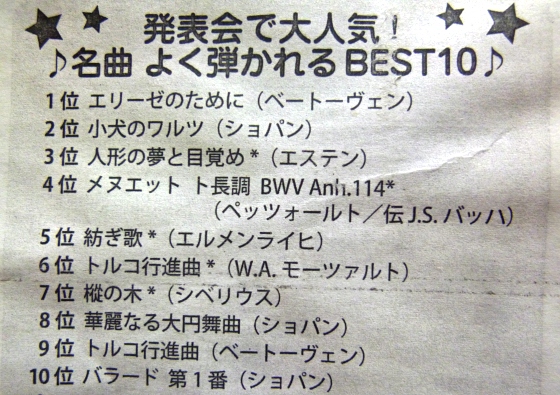 発表会で大人気!
♪名曲 よく弾かれるBEST10♪
1位 エリーゼのために(ベートーヴェン)
2位 小犬のワルツ(ショパン)
3位 人形の夢と目覚め*(エステン)
4位 メヌエット ト長調 BWV Anh.114*
(ペッツォールト/伝J.S.バッハ)
5位 紡ぎ歌*(エルメンライヒ)
6位 トルコ行進曲*(W.A.モーツァルト)
7位 樅の木*(シベリウス)
8位 華麗なる大円舞曲(ショパン)
9位 トルコ行進曲(ベートーヴェン)
10位 バラード 第1番(ショパン)